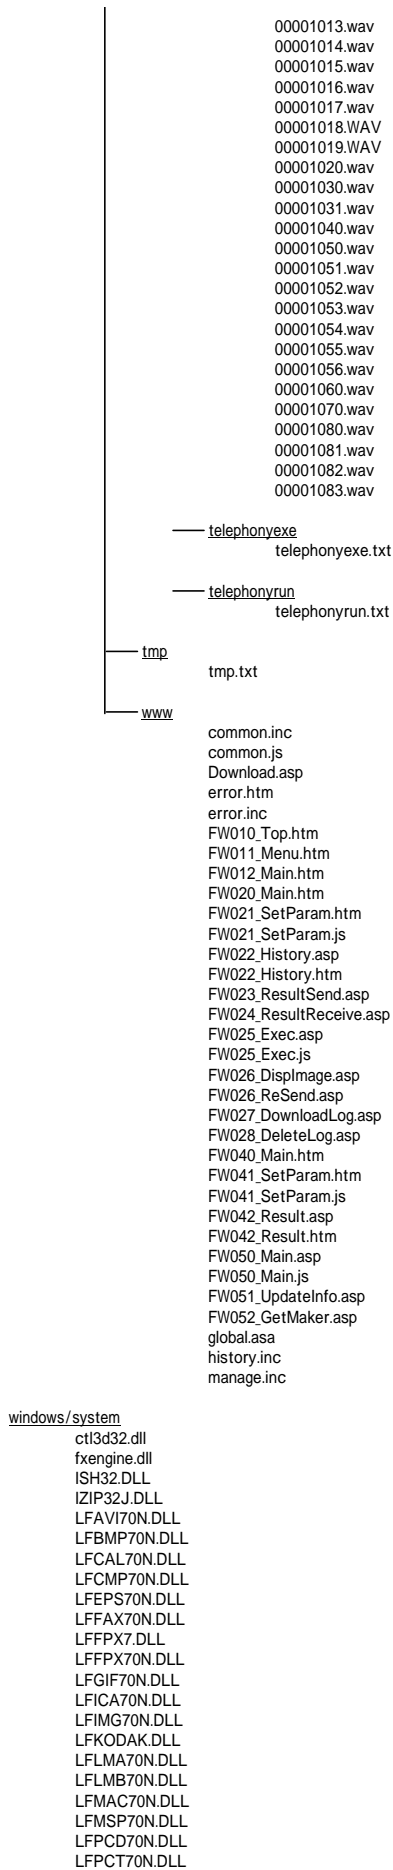 00001013.wav
00001014.wav
00001015.wav
00001016.wav
00001017.wav
00001018.WAV
00001019.WAV
00001020.wav
00001030.wav
00001031.wav
00001040.wav
00001050.wav
00001051.wav
00001052.wav
00001053.wav
00001054.wav
00001055.wav
00001056.wav
00001060.wav
00001070.wav
00001080.wav
00001081.wav
00001082.wav
00001083.wav
telephonyexe
telephonyexe.txt
telephonyrun
telephonyrun.txt
tmp
tmp.txt
www
common.inc
common.js
Download.asp
error.htm
error.inc
FW010_Top.htm
FW011_Menu.htm
FW012_Main.htm
FW020_Main.htm
FW021_SetParam.htm
FW021_SetParam.js
FW022_History.asp
FW022_History.htm
FW023_ResultSend.asp
FW024_ResultReceive.asp
FW025_Exec.asp
FW025_Exec.js
FW026_DispImage.asp
FW026_ReSend.asp
FW027_DownloadLog.asp
FW028_DeleteLog.asp
FW040_Main.htm
FW041_SetParam.htm
FW041_SetParam.js
FW042_Result.asp
FW042_Result.htm
FW050_Main.asp
FW050_Main.js
FW051_UpdateInfo.asp
FW052_GetMaker.asp
global.asa
history.inc
manage.inc
windows/system
ctl3d32.dll
fxengine.dll
ISH32.DLL
IZIP32J.DLL
LFAVI70N.DLL
LFBMP70N.DLL
LFCAL70N.DLL
LFCMP70N.DLL
LFEPS70N.DLL
LFFAX70N.DLL
LFFPX7.DLL
LFFPX70N.DLL
LFGIF70N.DLL
LFICA70N.DLL
LFIMG70N.DLL
LFKODAK.DLL
LFLMA70N.DLL
LFLMB70N.DLL
LFMAC70N.DLL
LFMSP70N.DLL
LFPCD70N.DLL
LFPCT70N.DLL